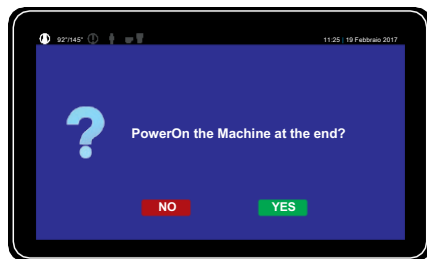 92°/145° 11:25 | 19 Febbraio 2017
PowerOn the Machine at the end?
NO YES